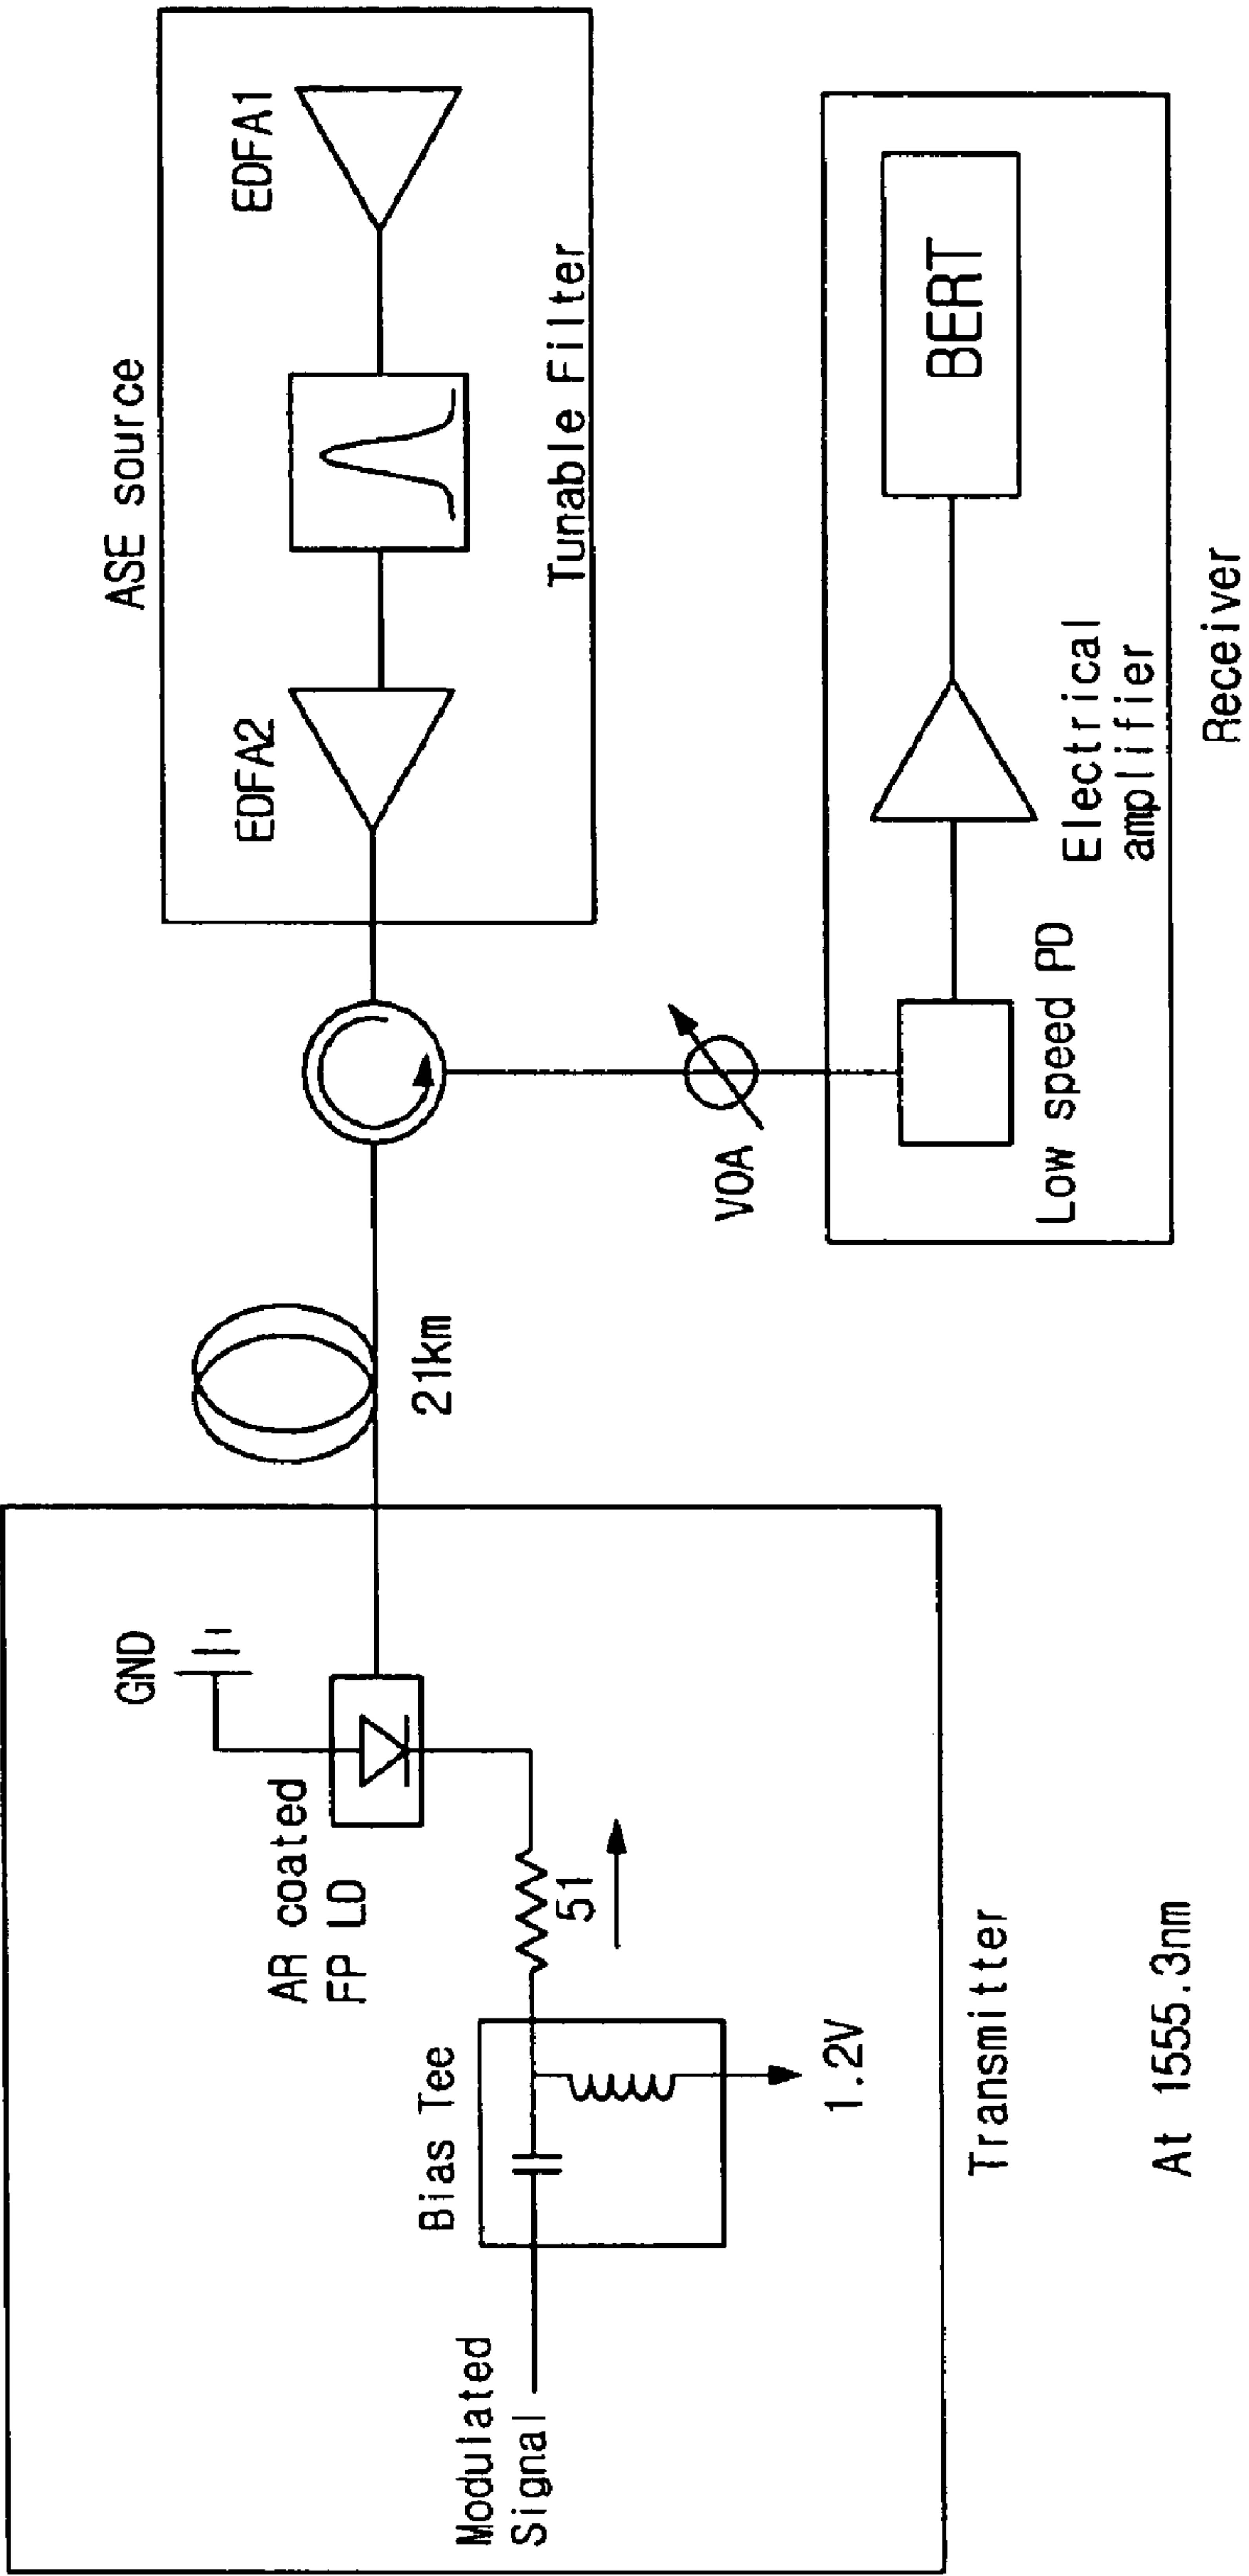 ASE source
EDFA2
EDFA1
Tunable Filter
GND
AR coated
FP LD
21km
Bias Tee
51
Modulated
Signal
1.2V
VOA
BERT
Low speed PD
Electrical
amplifier
Transmitter
Receiver
At 1555.3nm